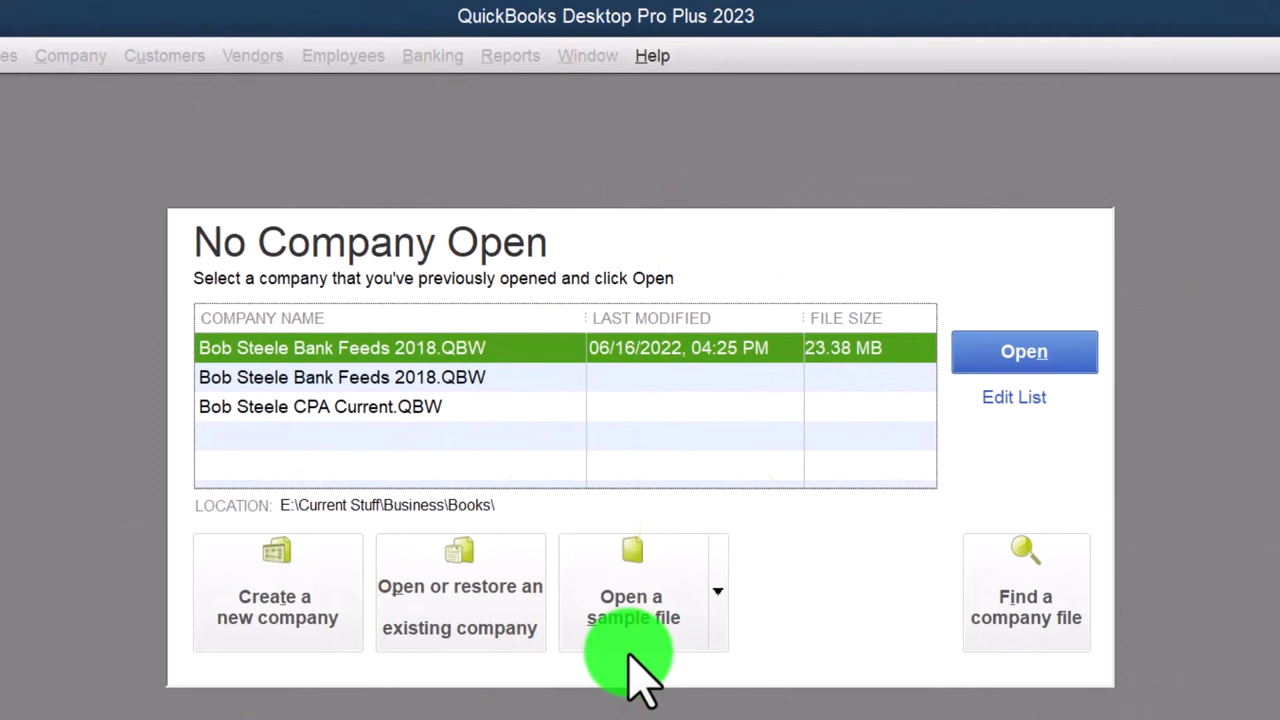 QuickBooks Desktop Pro Plus 2023
es Company Customers Vendors Employees Banking Reports Window Help
No Company Open
Select a company that you've previously opened and click Open
COMPANY NAME LAST MODIFIED FILE SIZE
Bob Steele Bank Feeds 2018.QBW 06/16/2022, 04:25 PM 23.38 MB
Open
Bob Steele Bank Feeds 2018.QBW
Edit List
Bob Steele CPA Current.QBW
LOCATION: E:\Current Stuff\Business\Books\
Create a
new company
Open or restore an
existing company
Open a
sample file
Find a
company file